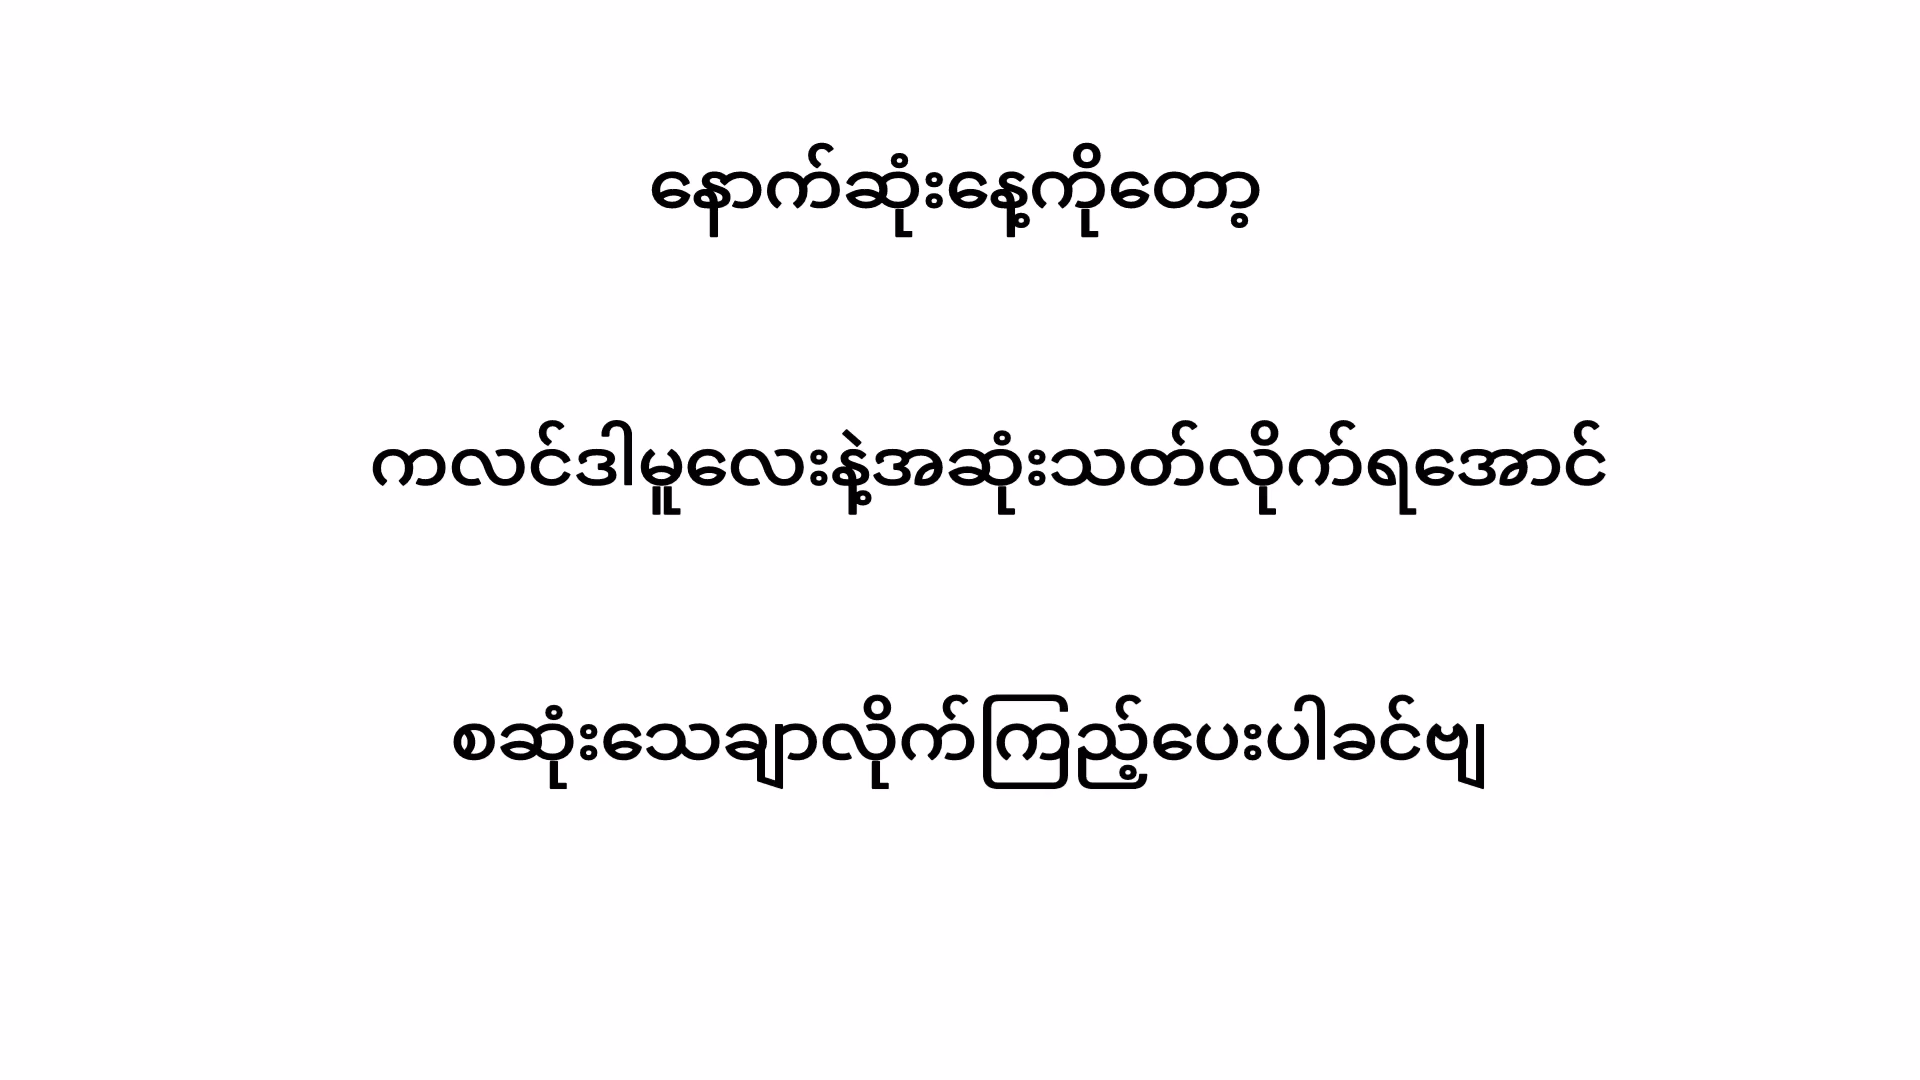 နောက်ဆုံးနေ့ကိုတော့
ကလင်ဒါမူလေးနဲ့အဆုံးသတ်လိုက်ရအောင်
စဆုံးသေချာလိုက်ကြည့်ပေးပါခင်ဗျ